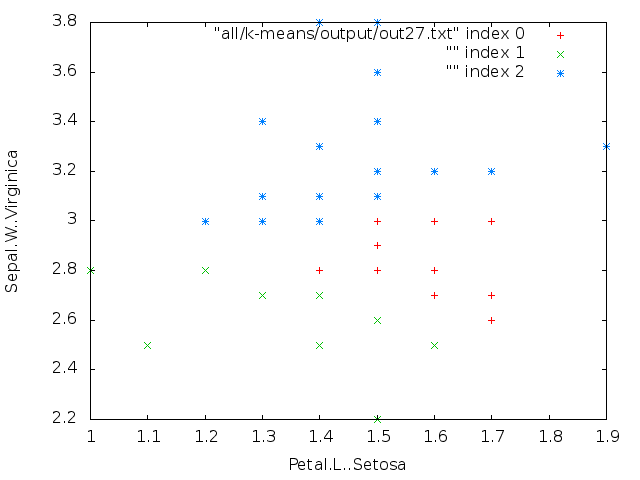 "all/k-means/output/out27.txt" index 0
"" index 1
"" index 2
3.8
3.6
3.4
3.2
3
2.8
2.6
2.4
2.2
Sepal.W..Virginica
1 1.1 1.2 1.3 1.4 1.5 1.6 1.7 1.8 1.9
Petal.L..Setosa